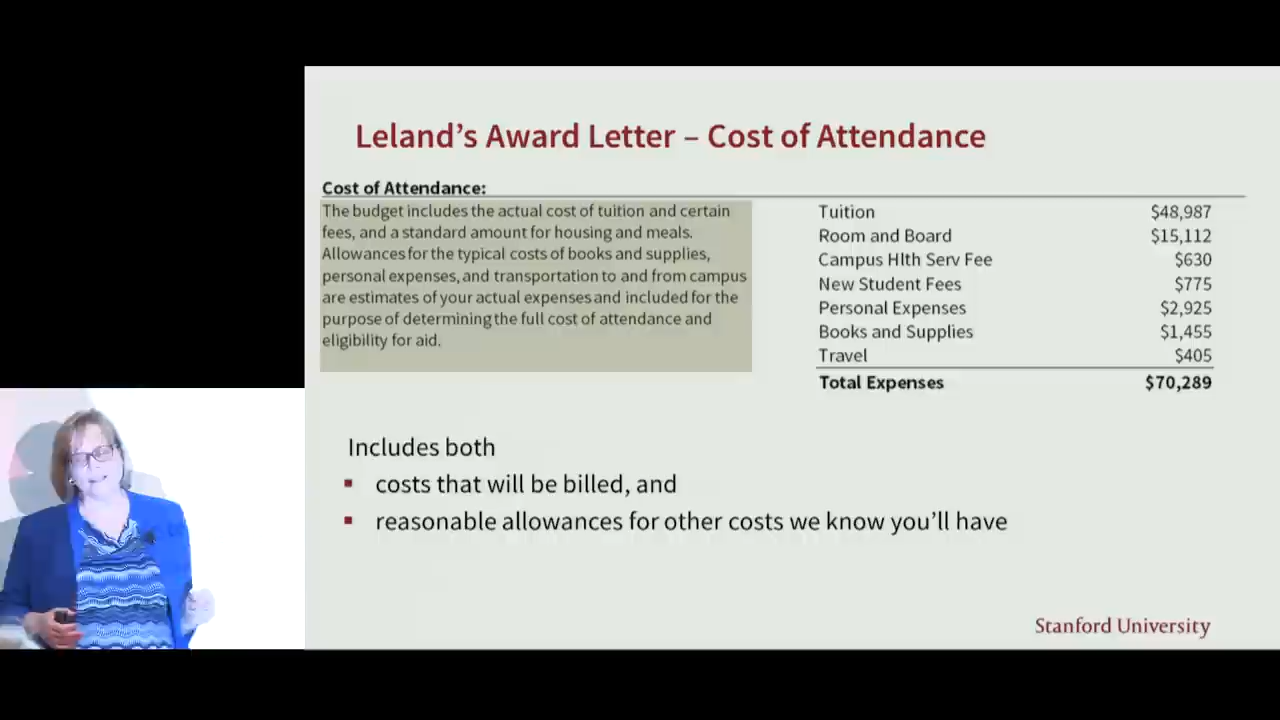 Leland’s Award Letter – Cost of Attendance
Cost of Attendance:
The budget includes the actual cost of tuition and certain
fees, and a standard amount for housing and meals.
Allowances for the typical costs of books and supplies,
personal expenses, and transportation to and from campus
are estimates of your actual expenses and included for the
purpose of determining the full cost of attendance and
eligibility for aid.
Tuition $48,987
Room and Board $15,112
Campus Hlth Serv Fee $630
New Student Fees $775
Personal Expenses $2,925
Books and Supplies $1,455
Travel $405
Total Expenses $70,289
Includes both
▪ costs that will be billed, and
▪ reasonable allowances for other costs we know you’ll have
Stanford University